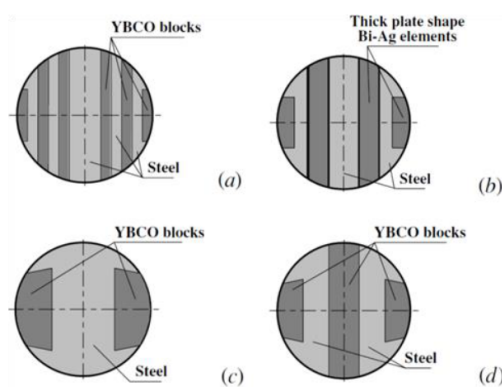 YBCO blocks
Steel
(a)
Thick plate shape
Bi-Ag elements
Steel
(b)
YBCO blocks
Steel
(c)
YBCO blocks
Steel
(d)